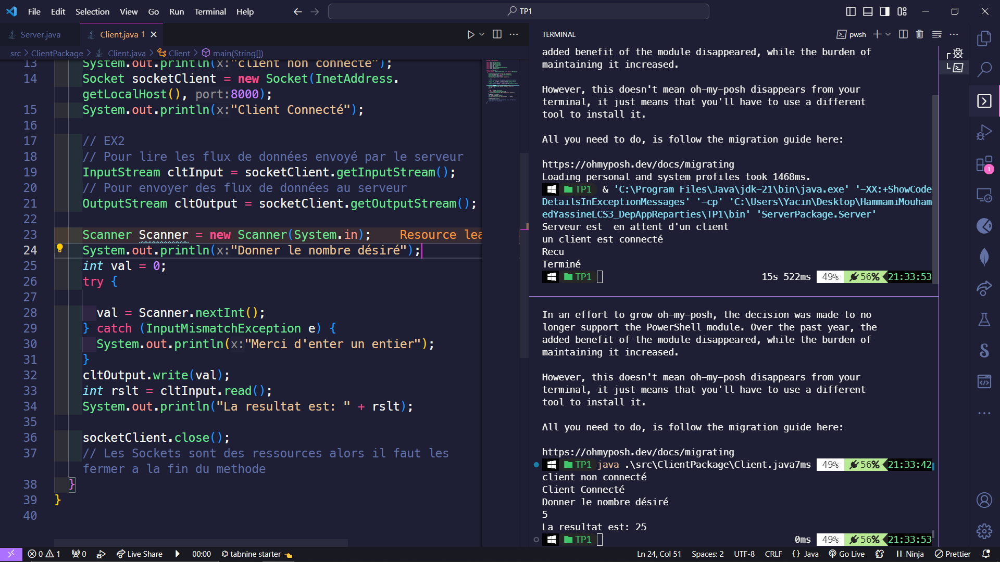 File Edit Selection View Go Run Terminal Help
TP1
Server.java
Client.java 1
src > ClientPackage > Client.java > Client > main(String[])
13 System.out.println(x:"client non connecté");
14 Socket socketClient = new Socket(InetAddress.
getLocalHost(), port:8000);
15 System.out.println(x:"Client Connecté");
16
17 // EX2
18 // Pour lire les flux de données envoyé par le serveur
19 InputStream cltInput = socketClient.getInputStream();
20 // Pour envoyer des flux de données au serveur
21 OutputStream cltOutput = socketClient.getOutputStream();
22
23 Scanner Scanner = new Scanner(System.in); Resource lea
24 System.out.println(x:"Donner le nombre désiré");
25 int val = 0;
26 try {
27
28 val = Scanner.nextInt();
29 } catch (InputMismatchException e) {
30 System.out.println(x:"Merci d'enter un entier");
31 }
32 cltOutput.write(val);
33 int rslt = cltInput.read();
34 System.out.println("La resultat est: " + rslt);
35
36 socketClient.close();
37 // Les Sockets sont des ressources alors il faut les
fermer a la fin du methode
38 }
39 }
40
TERMINAL
pwsh
added benefit of the module disappeared, while the burden of
maintaining it increased.
However, this doesn't mean oh-my-posh disappears from your
terminal, it just means that you'll have to use a different
tool to install it.
All you need to do, is follow the migration guide here:
https://ohmyposh.dev/docs/migrating
Loading personal and system profiles took 1468ms.
TP1 & 'C:\Program Files\Java\jdk-21\bin\java.exe' '-XX:+ShowCode
DetailsInExceptionMessages' '-cp' 'C:\Users\Yacin\Desktop\HammamiMouham
edYassineLCS3_DepAppReparties\TP1\bin' 'ServerPackage.Server'
Serveur est  en attent d'un client
un client est connecté
Recu
Terminé
TP1 15s 522ms 49% 56% 21:33:53
In an effort to grow oh-my-posh, the decision was made to no
longer support the PowerShell module. Over the past year, the
added benefit of the module disappeared, while the burden of
maintaining it increased.
However, this doesn't mean oh-my-posh disappears from your
terminal, it just means that you'll have to use a different
tool to install it.
All you need to do, is follow the migration guide here:
https://ohmyposh.dev/docs/migrating
TP1 java .\src\ClientPackage\Client.java7ms 49% 56% 21:33:42
client non connecté
Client Connecté
Donner le nombre désiré
5
La resultat est: 25
TP1 0ms 49% 56% 21:33:53
1
0 1 0 Live Share 00:00 tabnine starter Ln 24, Col 51 Spaces: 2 UTF-8 CRLF {} Java Go Live Ninja Prettier